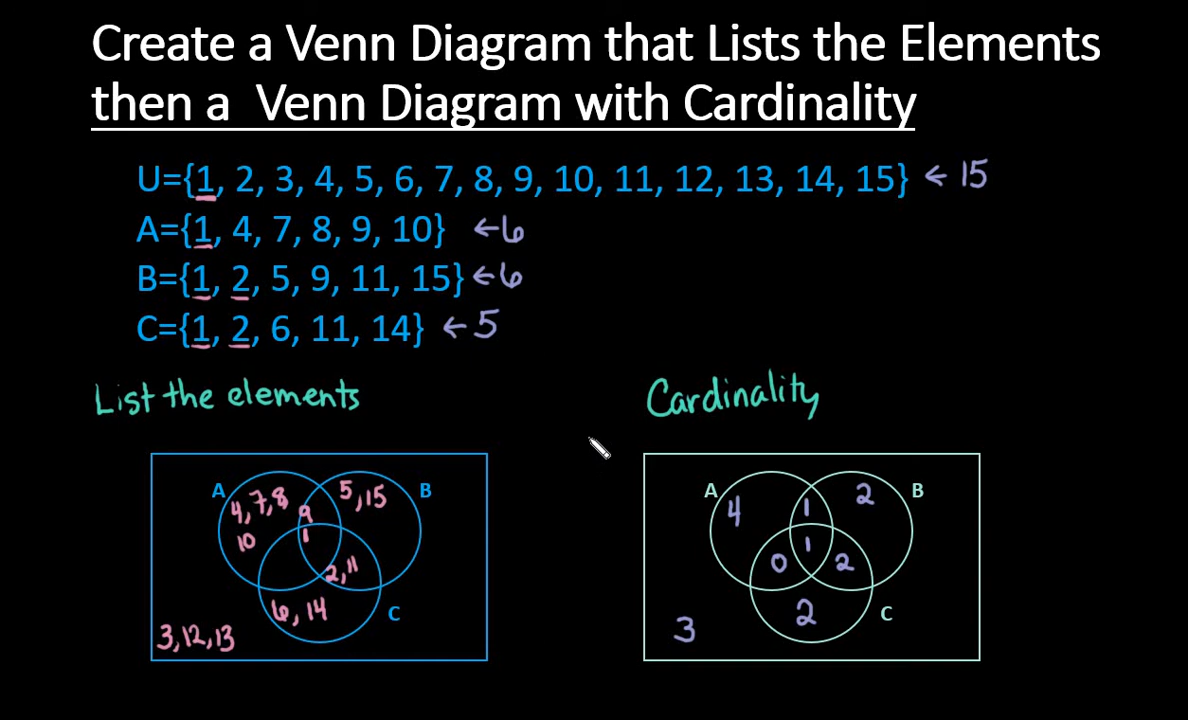 Create a Venn Diagram that Lists the Elements
then a Venn Diagram with Cardinality
U={1, 2, 3, 4, 5, 6, 7, 8, 9, 10, 11, 12, 13, 14, 15} ← 15
A={1, 4, 7, 8, 9, 10} ← 6
B={1, 2, 5, 9, 11, 15} ← 6
C={1, 2, 6, 11, 14} ← 5
List the elements
A
4, 7, 8
10
9
1
5, 15
B
2, 11
6, 14
C
3, 12, 13
Cardinality
A
4
1
2
B
1
0
2
2
C
3